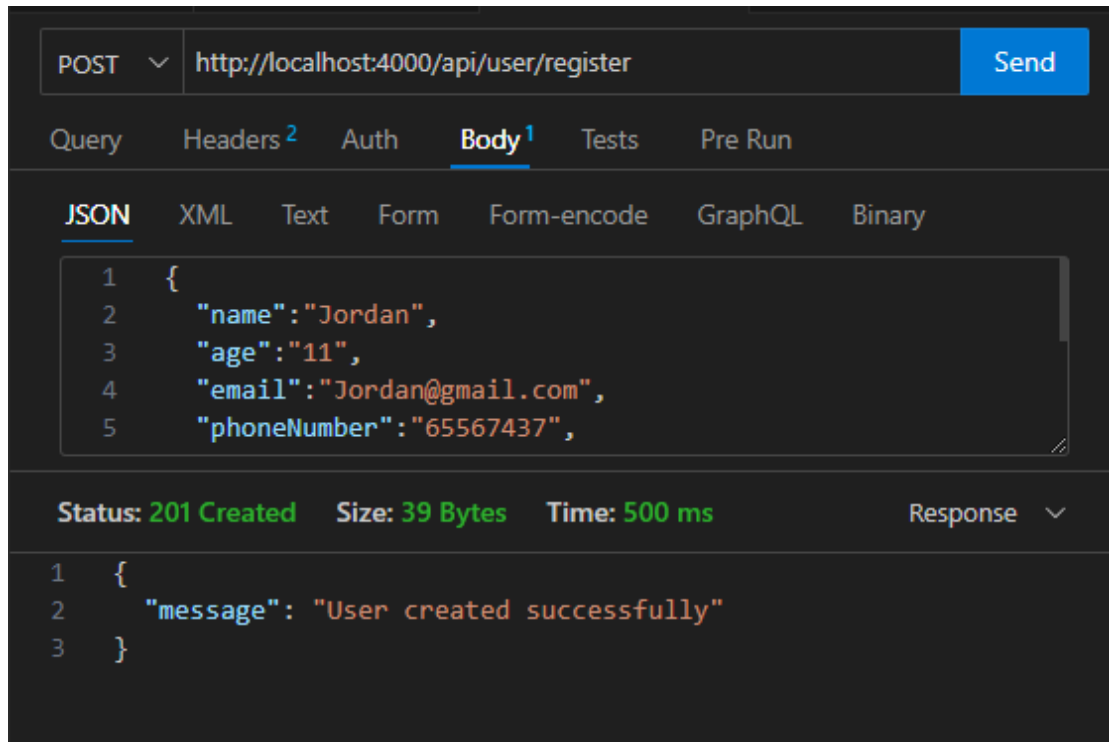 POST http://localhost:4000/api/user/register Send
Query Headers 2 Auth Body 1 Tests Pre Run
JSON XML Text Form Form-encode GraphQL Binary
1 {
2 "name":"Jordan",
3 "age":"11",
4 "email":"Jordan@gmail.com",
5 "phoneNumber":"65567437",
Status: 201 Created Size: 39 Bytes Time: 500 ms Response
1 {
2 "message": "User created successfully"
3 }